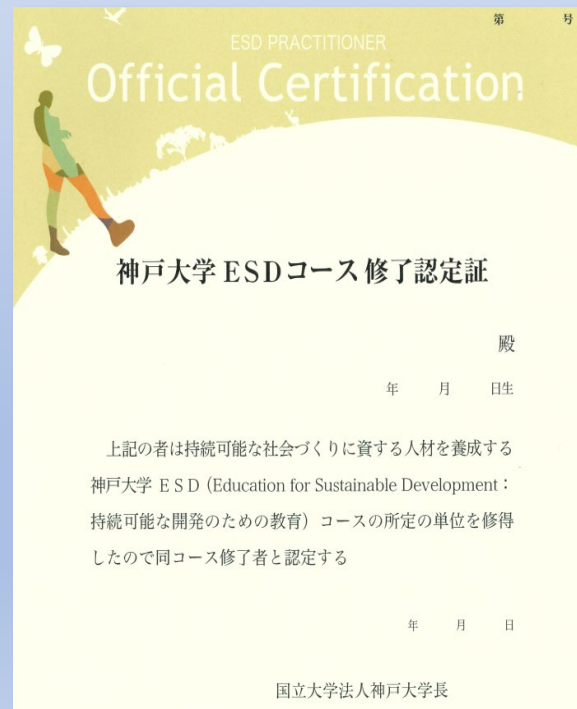 第 号
ESD PRACTITIONER
Official Certification
神戸大学 ESDコース 修了認定証
殿
年 月 日生
上記の者は持続可能な社会づくりに資する人材を養成する
神戸大学 ESD (Education for Sustainable Development：
持続可能な開発のための教育) コースの所定の単位を修得
したので同コース修了者と認定する
年 月 日
国立大学法人神戸大学長